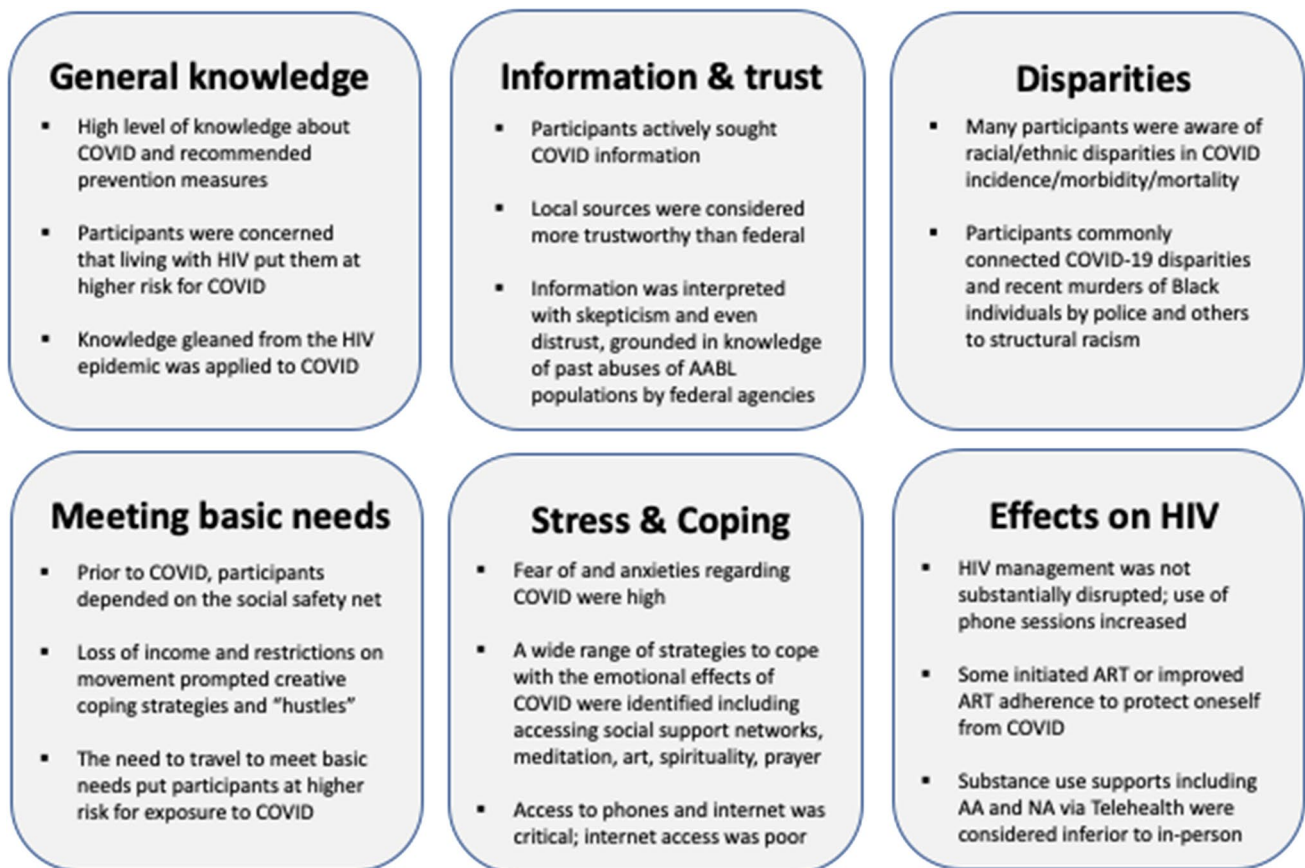 General knowledge
▪ High level of knowledge about
COVID and recommended
prevention measures
▪ Participants were concerned
that living with HIV put them at
higher risk for COVID
▪ Knowledge gleaned from the HIV
epidemic was applied to COVID
Information & trust
▪ Participants actively sought
COVID information
▪ Local sources were considered
more trustworthy than federal
▪ Information was interpreted
with skepticism and even
distrust, grounded in knowledge
of past abuses of AABL
populations by federal agencies
Disparities
▪ Many participants were aware of
racial/ethnic disparities in COVID
incidence/morbidity/mortality
▪ Participants commonly
connected COVID-19 disparities
and recent murders of Black
individuals by police and others
to structural racism
Meeting basic needs
▪ Prior to COVID, participants
depended on the social safety net
▪ Loss of income and restrictions on
movement prompted creative
coping strategies and “hustles”
▪ The need to travel to meet basic
needs put participants at higher
risk for exposure to COVID
Stress & Coping
▪ Fear of and anxieties regarding
COVID were high
▪ A wide range of strategies to cope
with the emotional effects of
COVID were identified including
accessing social support networks,
meditation, art, spirituality, prayer
▪ Access to phones and internet was
critical; internet access was poor
Effects on HIV
▪ HIV management was not
substantially disrupted; use of
phone sessions increased
▪ Some initiated ART or improved
ART adherence to protect oneself
from COVID
▪ Substance use supports including
AA and NA via Telehealth were
considered inferior to in-person